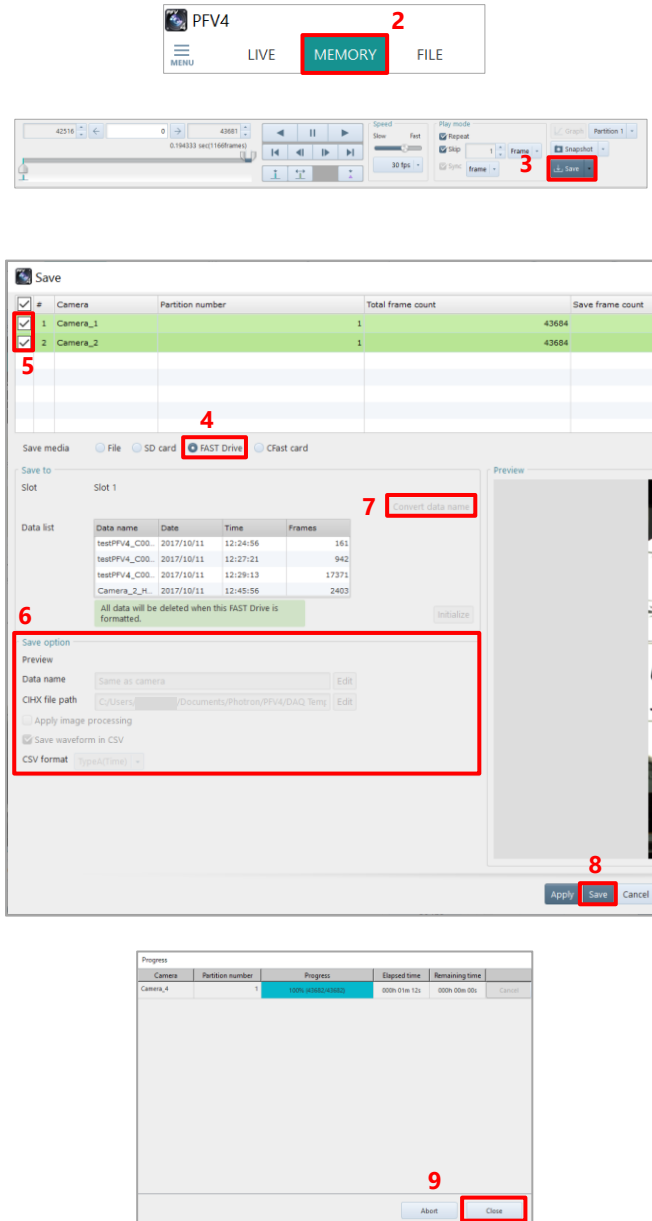 PFV4
2
MENU LIVE MEMORY FILE
42516 0 43681
0.194333 sec(1166frames)
Speed
Slow Fast
30 fps
Play mode
Repeat
Skip 1 Frame
Sync frame
Graph Partition 1
Snapshot
3
Save
Save
# Camera Partition number Total frame count Save frame count
1 Camera_1 1 43684
2 Camera_2 1 43684
5
4
Save media File SD card FAST Drive CFast card
Save to
Slot Slot 1
7 Convert data name
Data list
Data name Date Time Frames
testPFV4_C00... 2017/10/11 12:24:56 161
testPFV4_C00... 2017/10/11 12:27:21 942
testPFV4_C00... 2017/10/11 12:29:13 17371
Camera_2_H... 2017/10/11 12:45:56 2403
All data will be deleted when this FAST Drive is
formatted.
Initialize
6
Save option
Preview
Data name Same as camera Edit
CIHX file path C:/Users/ /Documents/Photron/PFV4/DAQ Temp Edit
Apply image processing
Save waveform in CSV
CSV format TypeA(Time)
Preview
8
Apply Save Cancel
Progress
Camera Partition number Progress Elapsed time Remaining time
Camera_4 1 100% (43682/43682) 000h 01m 12s 000h 00m 00s Cancel
9
Abort Close